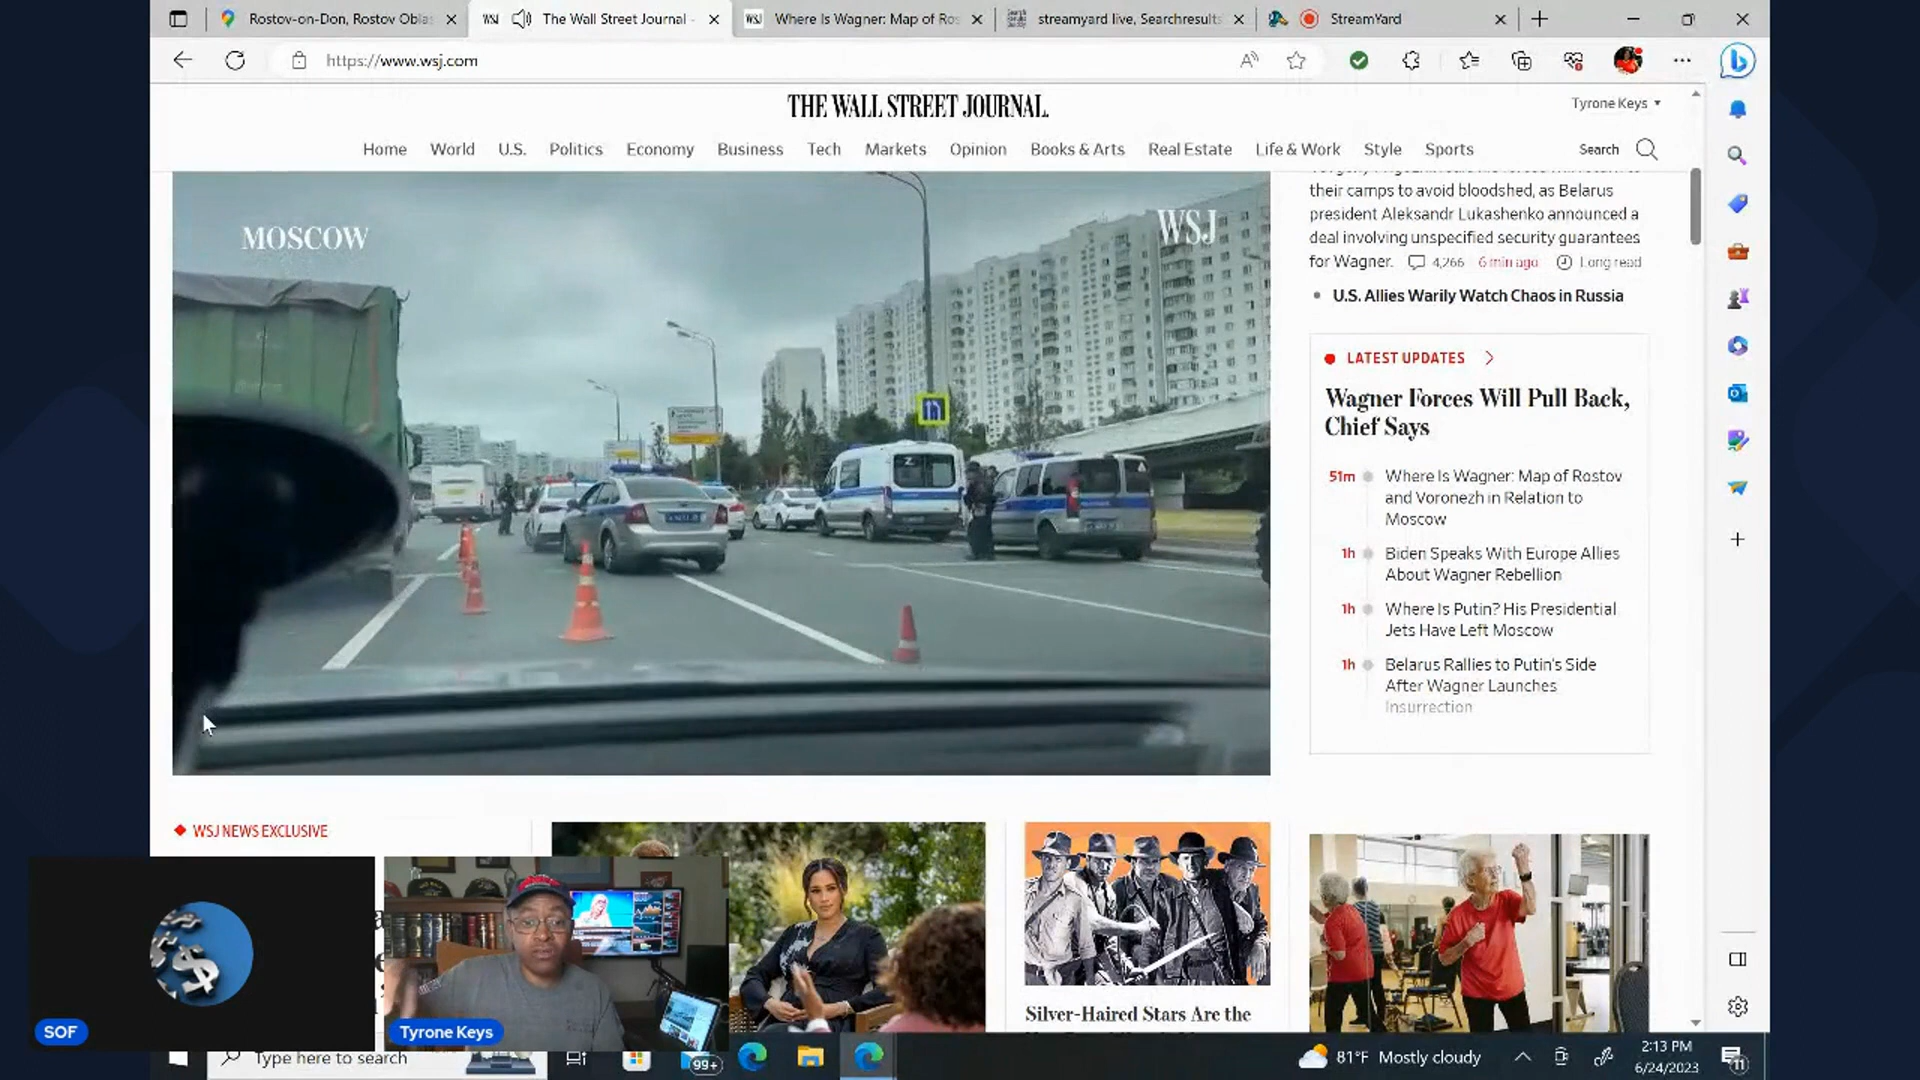 Rostov-on-Don, Rostov Obla
The Wall Street Journal
Where Is Wagner: Map of Ros
streamyard live, Searchresults
StreamYard
https://www.wsj.com
THE WALL STREET JOURNAL
Tyrone Keys
Home World U.S. Politics Economy Business Tech Markets Opinion Books & Arts Real Estate Life & Work Style Sports
Search
MOSCOW
WSJ
Z
their camps to avoid bloodshed, as Belarus
president Aleksandr Lukashenko announced a
deal involving unspecified security guarantees
for Wagner. 4,266 6 min ago Long read
U.S. Allies Warily Watch Chaos in Russia
LATEST UPDATES
Wagner Forces Will Pull Back,
Chief Says
51m Where Is Wagner: Map of Rostov
and Voronezh in Relation to
Moscow
1h Biden Speaks With Europe Allies
About Wagner Rebellion
1h Where Is Putin? His Presidential
Jets Have Left Moscow
1h Belarus Rallies to Putin's Side
After Wagner Launches
Insurrection
WSJ NEWS EXCLUSIVE
Silver-Haired Stars Are the
SOF
Tyrone Keys
Type here to search
99+
81°F Mostly cloudy
2:13 PM
6/24/2023
11